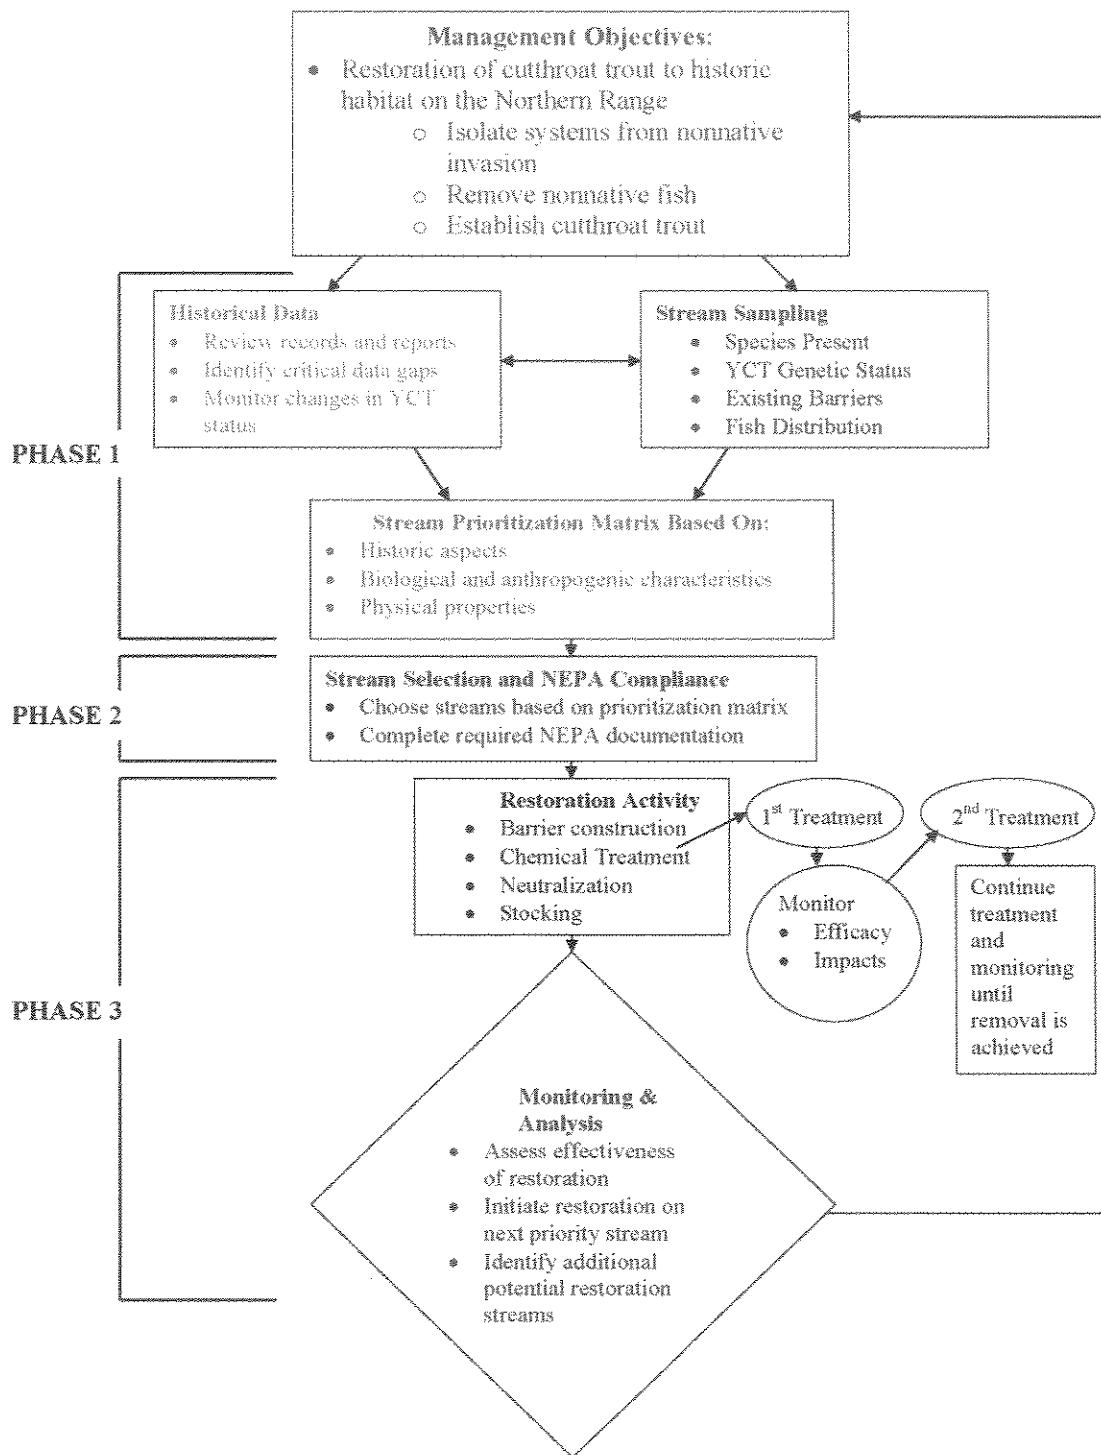 Management Objectives:
• Restoration of cutthroat trout to historic
habitat on the Northern Range
o Isolate systems from nonnative
invasion
o Remove nonnative fish
o Establish cutthroat trout
PHASE 1
Historical Data
• Review records and reports
• Identify critical data gaps
• Monitor changes in YCT
status
Stream Sampling
• Species Present
• YCT Genetic Status
• Existing Barriers
• Fish Distribution
Stream Prioritization Matrix Based On:
• Historic aspects
• Biological and anthropogenic characteristics
• Physical properties
PHASE 2
Stream Selection and NEPA Compliance
• Choose streams based on prioritization matrix
• Complete required NEPA documentation
PHASE 3
Restoration Activity
• Barrier construction
• Chemical Treatment
• Neutralization
• Stocking
1st Treatment
Monitor
• Efficacy
• Impacts
2nd Treatment
Continue
treatment
and
monitoring
until
removal is
achieved
Monitoring &
Analysis
• Assess effectiveness
of restoration
• Initiate restoration on
next priority stream
• Identify additional
potential restoration
streams